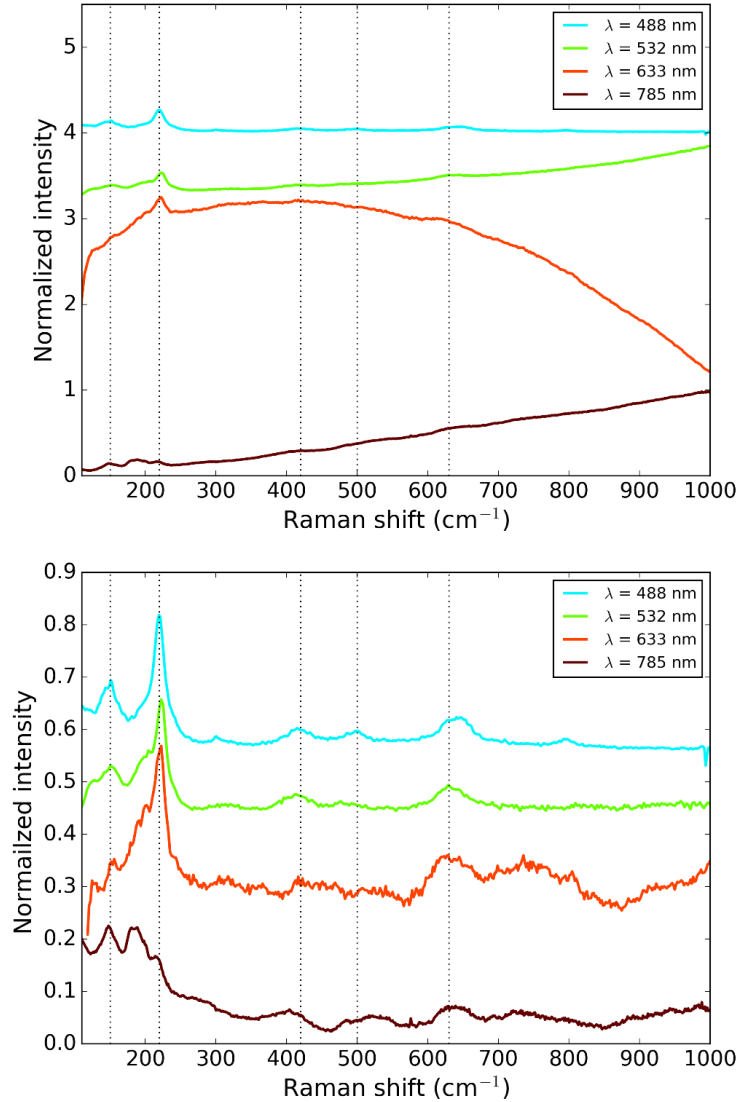 5
4
3
2
1
0
Normalized intensity
λ = 488 nm
λ = 532 nm
λ = 633 nm
λ = 785 nm
200 300 400 500 600 700 800 900 1000
Raman shift (cm⁻¹)
0.9
0.8
0.7
0.6
0.5
0.4
0.3
0.2
0.1
0.0
Normailzed intensity
λ = 488 nm
λ = 532 nm
λ = 633 nm
λ = 785 nm
200 300 400 500 600 700 800 900 1000
Raman shift (cm⁻¹)